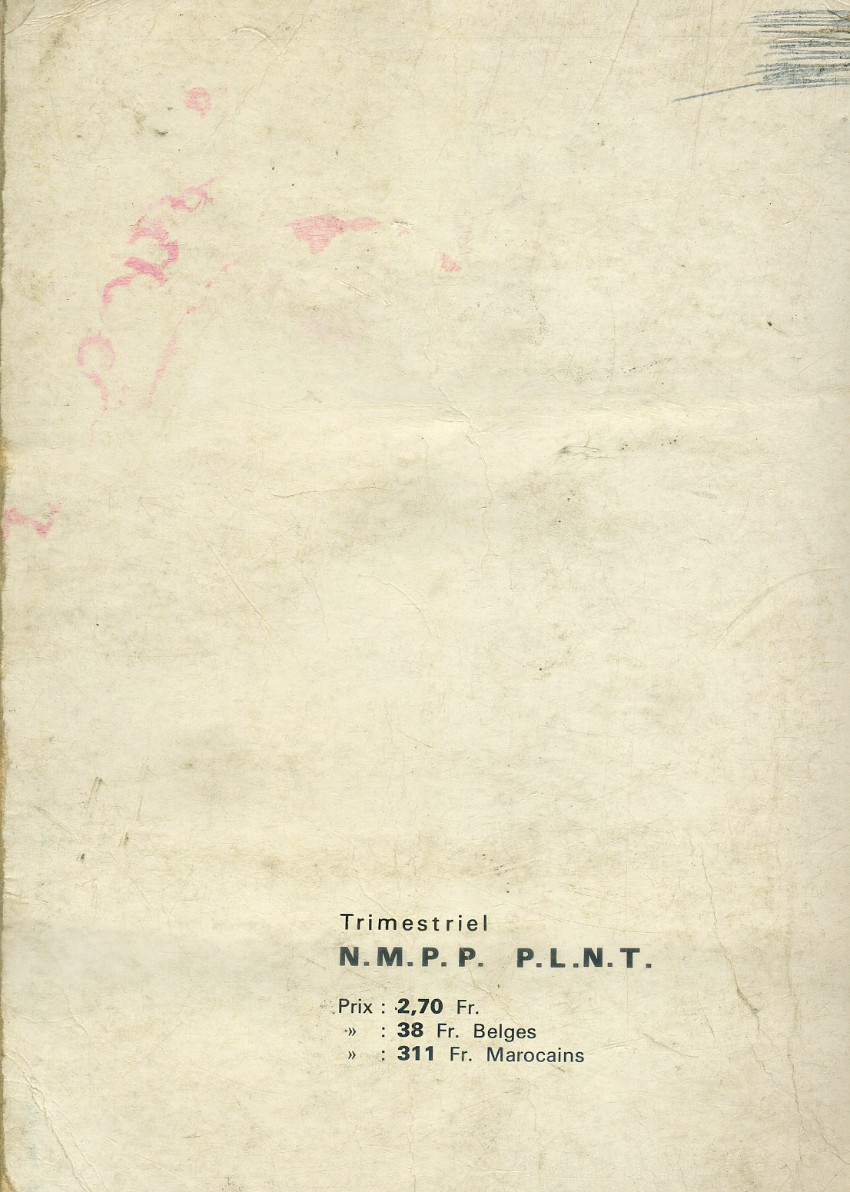 Trimestriel
N.M.P.P. P.L.N.T.
Prix : 2,70 Fr.
» : 38 Fr. Belges
» : 311 Fr. Marocains